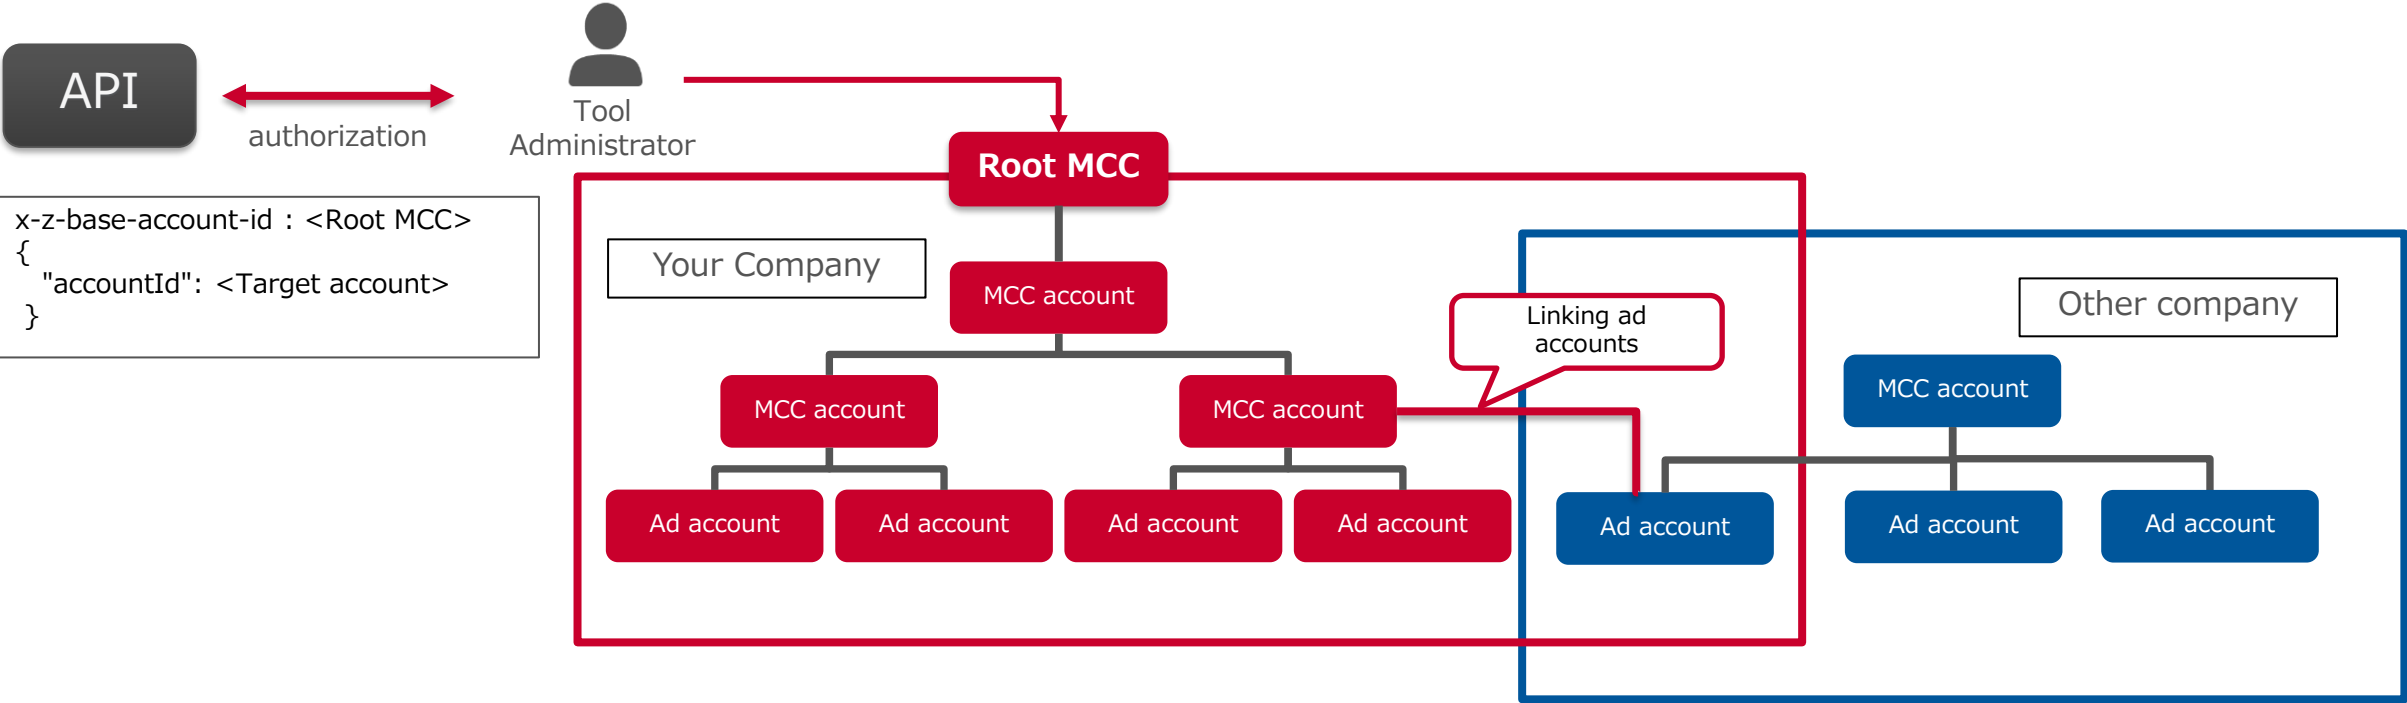 API
authorization
Tool
Administrator
x-z-base-account-id : <Root MCC>
{
"accountId": <Target account>
}
Root MCC
Your Company
MCC account
MCC account
MCC account
Ad account
Ad account
Ad account
Ad account
Linking ad
accounts
Other company
MCC account
Ad account
Ad account
Ad account